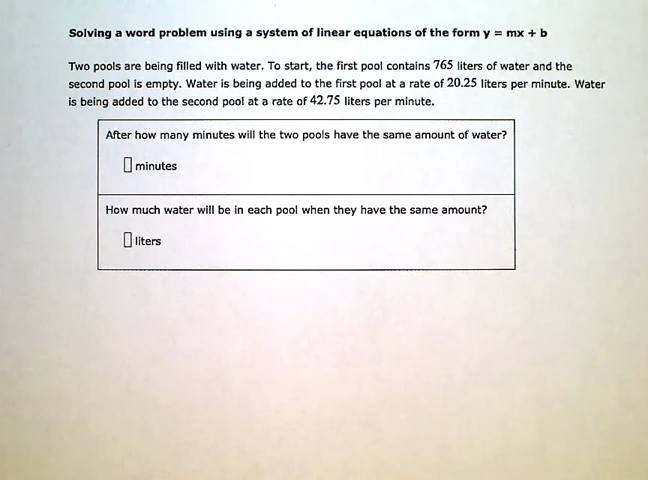 Solving a word problem using a system of linear equations of the form y = mx + b
Two pools are being filled with water. To start, the first pool contains 765 liters of water and the
second pool is empty. Water is being added to the first pool at a rate of 20.25 liters per minute. Water
is being added to the second pool at a rate of 42.75 liters per minute.
After how many minutes will the two pools have the same amount of water?
minutes
How much water will be in each pool when they have the same amount?
liters